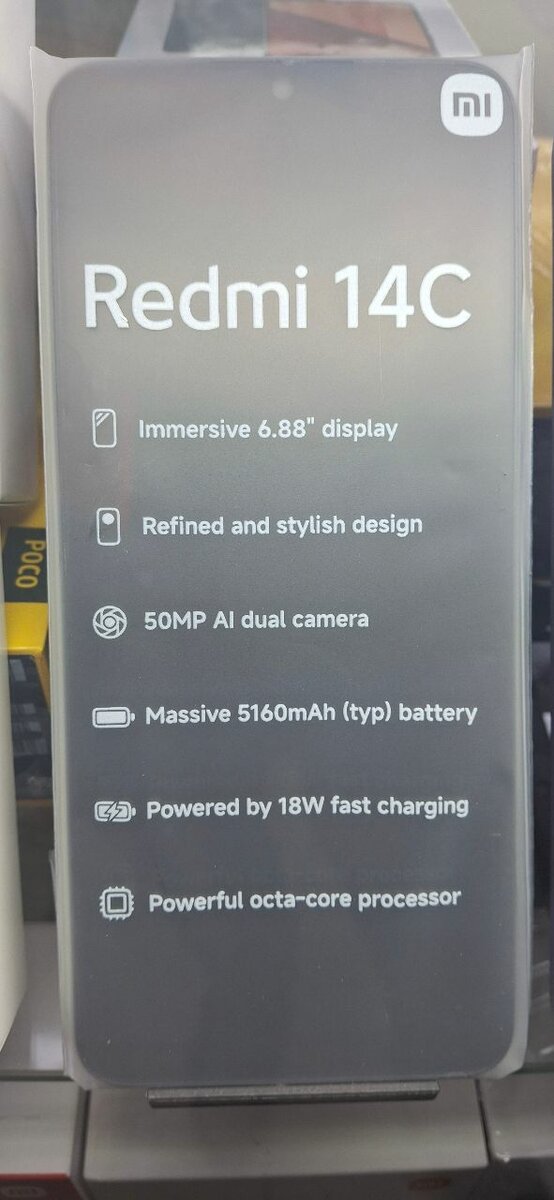 mi
Redmi 14C
Immersive 6.88" display
Refined and stylish design
50MP AI dual camera
Massive 5160mAh (typ) battery
Powered by 18W fast charging
Powerful octa-core processor
POCO